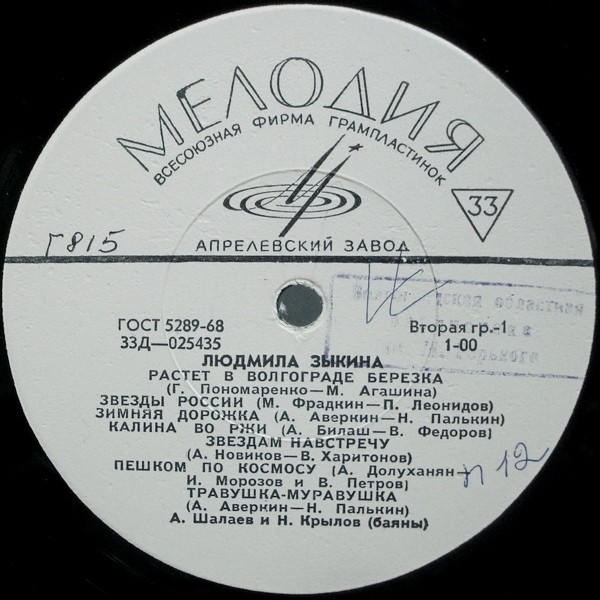 МЕЛОДИЯ
ВСЕСОЮЗНАЯ ФИРМА ГРАМПЛАСТИНОК
33
Г815
АПРЕЛЕВСКИЙ ЗАВОД
ГОСТ 5289-68
Вторая гр.-1
33Д—025435
1-00
ЛЮДМИЛА ЗЫКИНА
РАСТЕТ В ВОЛГОГРАДЕ БЕРЕЗКА
(Г. Пономаренко—М. Агашина)
ЗВЕЗДЫ РОССИИ (М. Фрадкин—П. Леонидов)
ЗИМНЯЯ ДОРОЖКА (А. Аверкин—Н. Палькин)
КАЛИНА ВО РЖИ (А. Билаш—В. Федоров)
ЗВЕЗДАМ НАВСТРЕЧУ
(А. Новиков—В. Харитонов)
ПЕШКОМ ПО КОСМОСУ (А. Долуханян—
И. Морозов и В. Петров)
ТРАВУШКА-МУРАВУШКА
(А. Аверкин—Н. Палькин)
А. Шалаев и Н. Крылов (баяны)
п 12